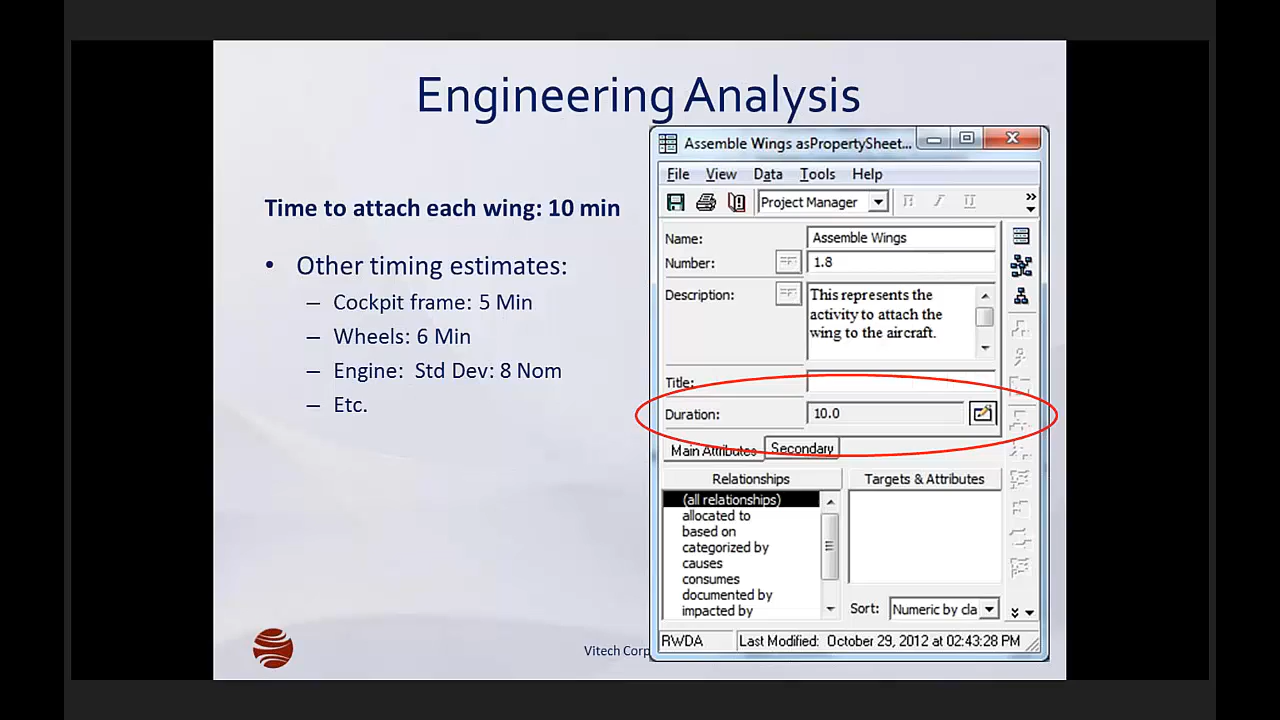 Engineering Analysis
Time to attach each wing: 10 min
• Other timing estimates:
– Cockpit frame: 5 Min
– Wheels: 6 Min
– Engine: Std Dev: 8 Nom
– Etc.
Assemble Wings asPropertySheet...
File View Data Tools Help
Project Manager B I U
Name: Assemble Wings
Number: 1.8
Description: This represents the
activity to attach the
wing to the aircraft.
Title:
Duration: 10.0
Main Attributes Secondary
Relationships Targets & Attributes
(all relationships)
allocated to
based on
categorized by
causes
consumes
documented by
impacted by
Sort: Numeric by cla
RWDA Last Modified: October 29, 2012 at 02:43:28 PM
Vitech Corp